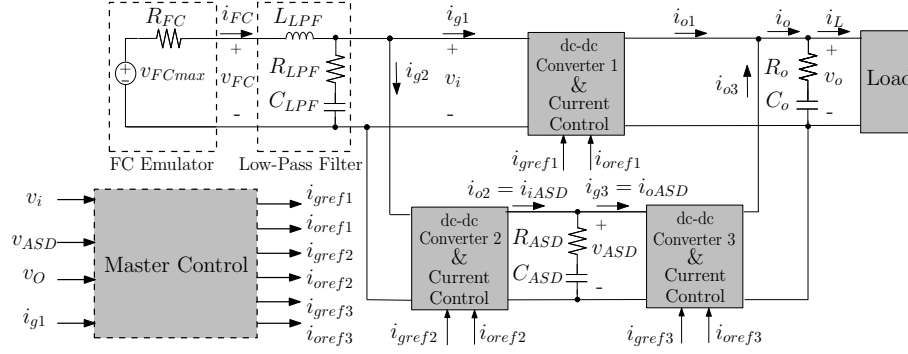 R_FC
i_FC
L_LPF
i_g1
i_o1
i_o
i_L
+
v_FCmax
+
v_FC
-
R_LPF
C_LPF
i_g2
+
v_i
-
dc-dc
Converter 1
&
Current
Control
i_o3
R_o
C_o
+
v_o
-
Load
FC Emulator
Low-Pass Filter
i_gref1
i_oref1
i_o2 = i_iASD
i_g3 = i_oASD
v_i
v_ASD
v_O
i_g1
Master Control
i_gref1
i_oref1
i_gref2
i_oref2
i_gref3
i_oref3
dc-dc
Converter 2
&
Current
Control
R_ASD
C_ASD
+
v_ASD
-
dc-dc
Converter 3
&
Current
Control
i_gref2
i_oref2
i_gref3
i_oref3